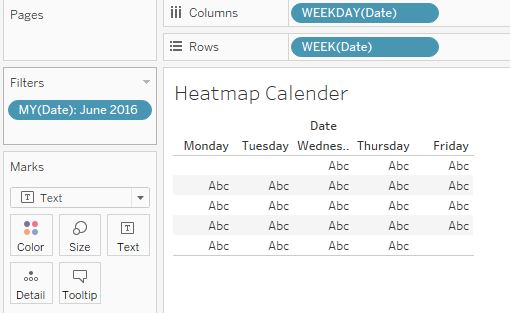 Pages
Columns WEEKDAY(Date)
Rows WEEK(Date)
Filters
MY(Date): June 2016
Marks
T Text
Color Size Text
Detail Tooltip
Heatmap Calender
Date
Monday Tuesday Wednes.. Thursday Friday
Abc Abc Abc
Abc Abc Abc Abc Abc
Abc Abc Abc Abc Abc
Abc Abc Abc Abc Abc
Abc Abc Abc Abc